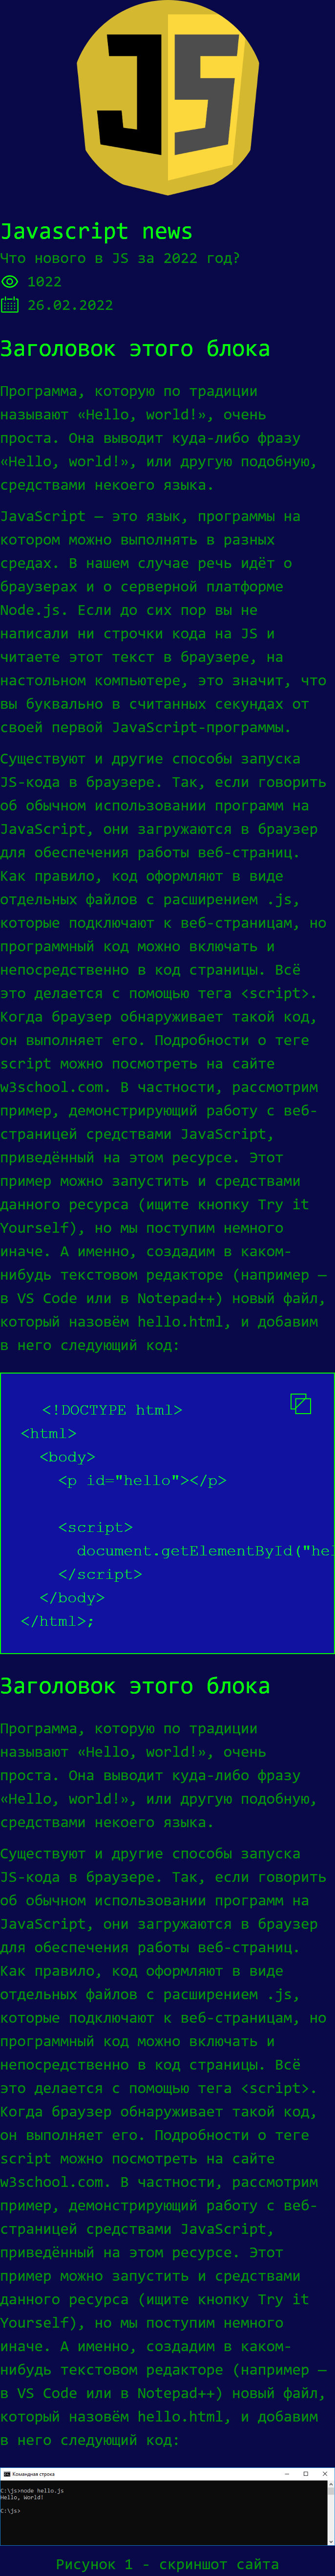 JS
Javascript news
Что нового в JS за 2022 год?
1022
26.02.2022
Заголовок этого блока
Программа, которую по традиции
называют «Hello, world!», очень
проста. Она выводит куда-либо фразу
«Hello, world!», или другую подобную,
средствами некоего языка.
JavaScript — это язык, программы на
котором можно выполнять в разных
средах. В нашем случае речь идёт о
браузерах и о серверной платформе
Node.js. Если до сих пор вы не
написали ни строчки кода на JS и
читаете этот текст в браузере, на
настольном компьютере, это значит, что
вы буквально в считанных секундах от
своей первой JavaScript-программы.
Существуют и другие способы запуска
JS-кода в браузере. Так, если говорить
об обычном использовании программ на
JavaScript, они загружаются в браузер
для обеспечения работы веб-страниц.
Как правило, код оформляют в виде
отдельных файлов с расширением .js,
которые подключают к веб-страницам, но
программный код можно включать и
непосредственно в код страницы. Всё
это делается с помощью тега <script>.
Когда браузер обнаруживает такой код,
он выполняет его. Подробности о теге
script можно посмотреть на сайте
w3school.com. В частности, рассмотрим
пример, демонстрирующий работу с веб-
страницей средствами JavaScript,
приведённый на этом ресурсе. Этот
пример можно запустить и средствами
данного ресурса (ищите кнопку Try it
Yourself), но мы поступим немного
иначе. А именно, создадим в каком-
нибудь текстовом редакторе (например —
в VS Code или в Notepad++) новый файл,
который назовём hello.html, и добавим
в него следующий код:
<!DOCTYPE html>
<html>
<body>
<p id="hello"></p>
<script>
document.getElementById("hel
</script>
</body>
</html>;
Заголовок этого блока
Программа, которую по традиции
называют «Hello, world!», очень
проста. Она выводит куда-либо фразу
«Hello, world!», или другую подобную,
средствами некоего языка.
Существуют и другие способы запуска
JS-кода в браузере. Так, если говорить
об обычном использовании программ на
JavaScript, они загружаются в браузер
для обеспечения работы веб-страниц.
Как правило, код оформляют в виде
отдельных файлов с расширением .js,
которые подключают к веб-страницам, но
программный код можно включать и
непосредственно в код страницы. Всё
это делается с помощью тега <script>.
Когда браузер обнаруживает такой код,
он выполняет его. Подробности о теге
script можно посмотреть на сайте
w3school.com. В частности, рассмотрим
пример, демонстрирующий работу с веб-
страницей средствами JavaScript,
приведённый на этом ресурсе. Этот
пример можно запустить и средствами
данного ресурса (ищите кнопку Try it
Yourself), но мы поступим немного
иначе. А именно, создадим в каком-
нибудь текстовом редакторе (например —
в VS Code или в Notepad++) новый файл,
который назовём hello.html, и добавим
в него следующий код:
Командная строка
C:\js>node hello.js
Hello, World!
C:\js>
Рисунок 1 - скриншот сайта